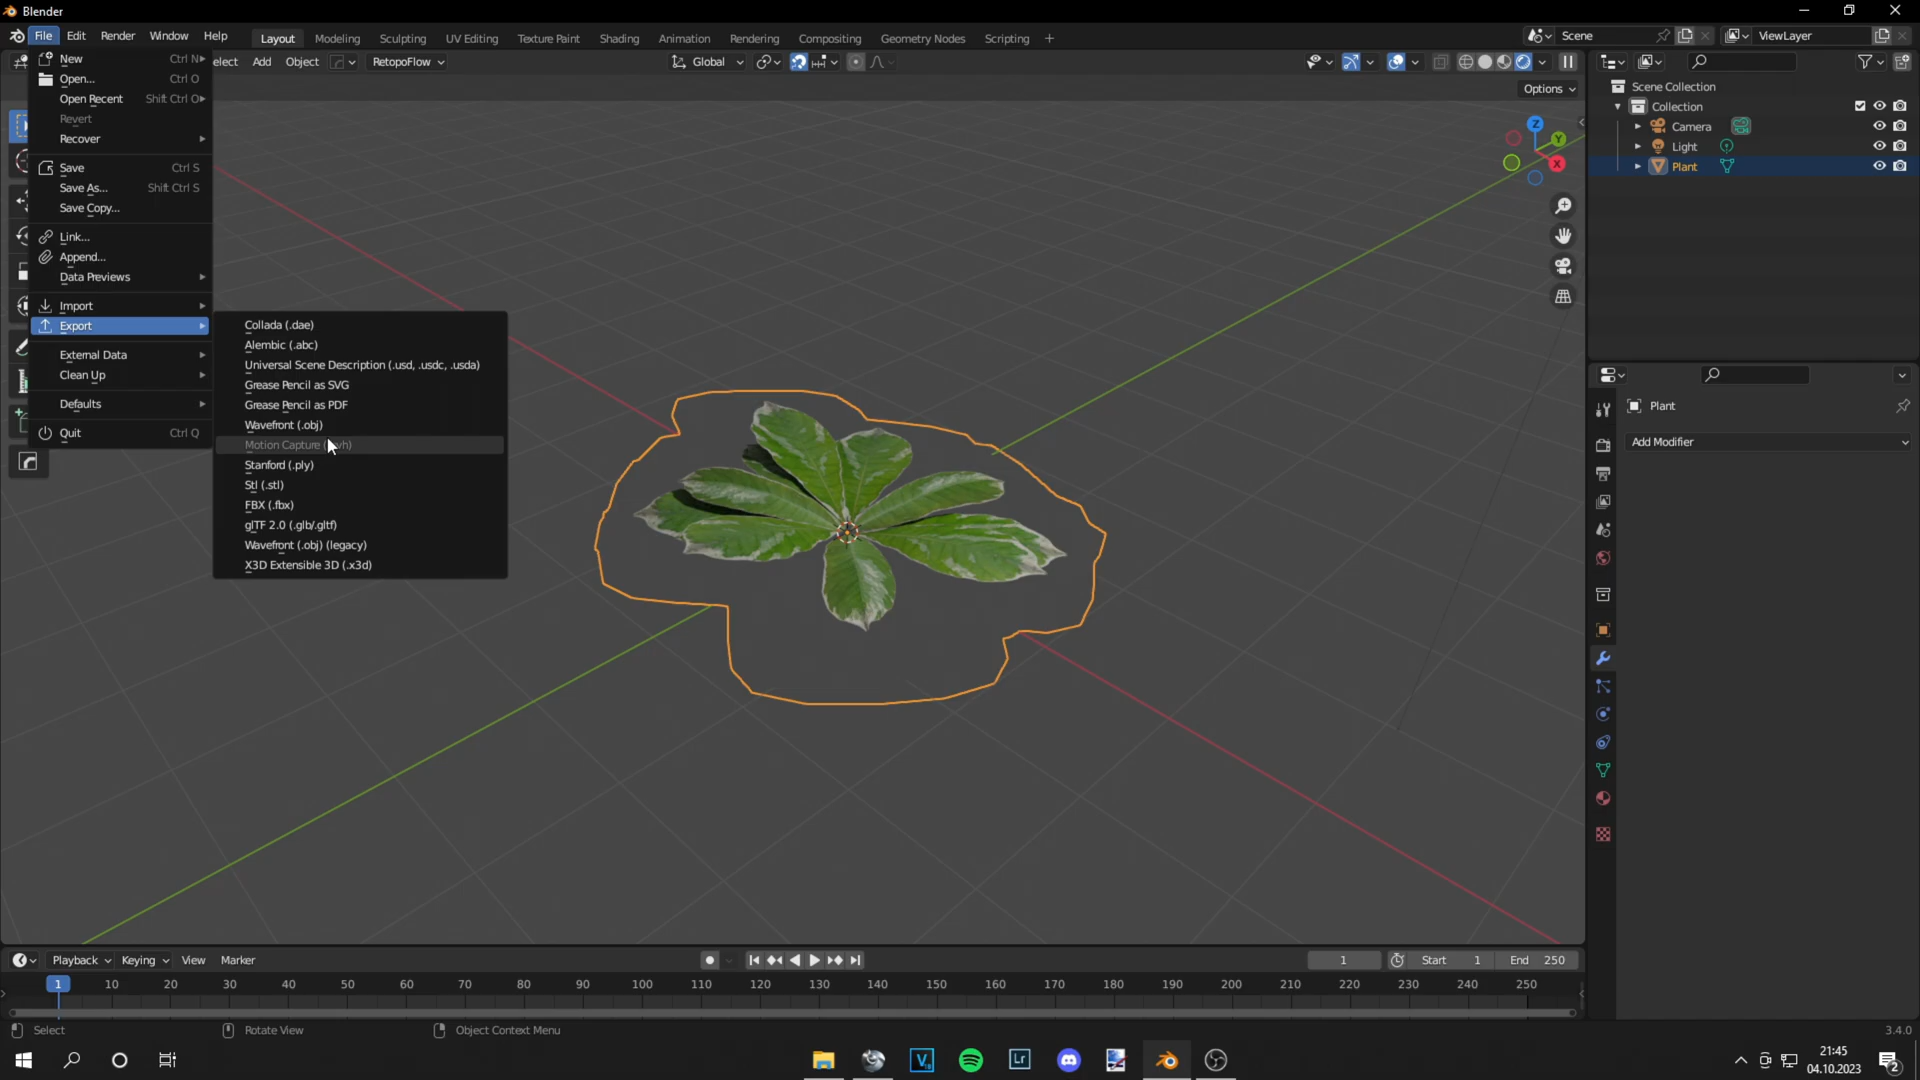 Blender
File Edit Render Window Help
Layout Modeling Sculpting UV Editing Texture Paint Shading Animation Rendering Compositing Geometry Nodes Scripting +
Scene
ViewLayer
elect Add Object RetopoFlow
Global
Options
New Ctrl N
Open... Ctrl O
Open Recent Shift Ctrl O
Revert
Recover
Save Ctrl S
Save As... Shift Ctrl S
Save Copy...
Link...
Append...
Data Previews
Import
Export
External Data
Clean Up
Defaults
Quit Ctrl Q
Collada (.dae)
Alembic (.abc)
Universal Scene Description (.usd, .usdc, .usda)
Grease Pencil as SVG
Grease Pencil as PDF
Wavefront (.obj)
Motion Capture ( vh)
Stanford (.ply)
Stl (.stl)
FBX (.fbx)
glTF 2.0 (.glb/.gltf)
Wavefront (.obj) (legacy)
X3D Extensible 3D (.x3d)
Z
Y
X
Scene Collection
Collection
Camera
Light
Plant
Plant
Add Modifier
Playback Keying View Marker
1 Start 1 End 250
1 10 20 30 40 50 60 70 80 90 100 110 120 130 140 150 160 170 180 190 200 210 220 230 240 250
Select Rotate View Object Context Menu
3.4.0
V
Lr
21:45
04.10.2023
2